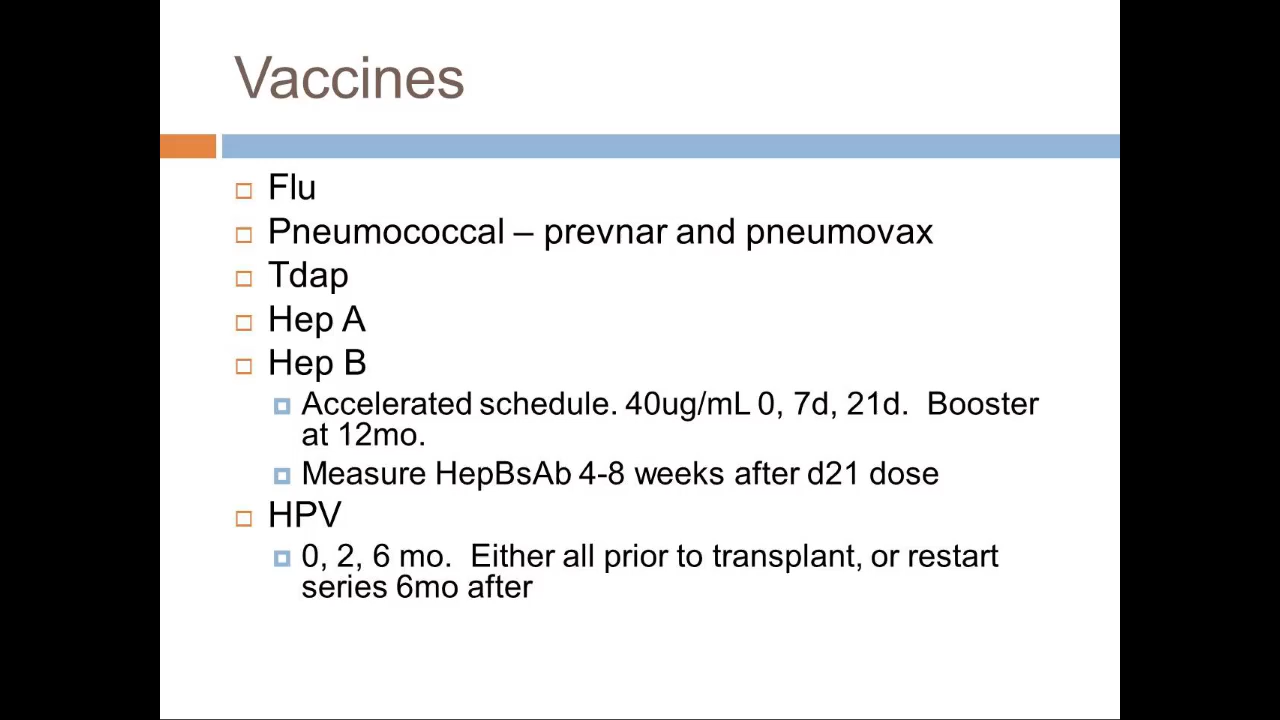 Vaccines
Flu
Pneumococcal – prevnar and pneumovax
Tdap
Hep A
Hep B
Accelerated schedule. 40ug/mL 0, 7d, 21d.  Booster
at 12mo.
Measure HepBsAb 4-8 weeks after d21 dose
HPV
0, 2, 6 mo.  Either all prior to transplant, or restart
series 6mo after